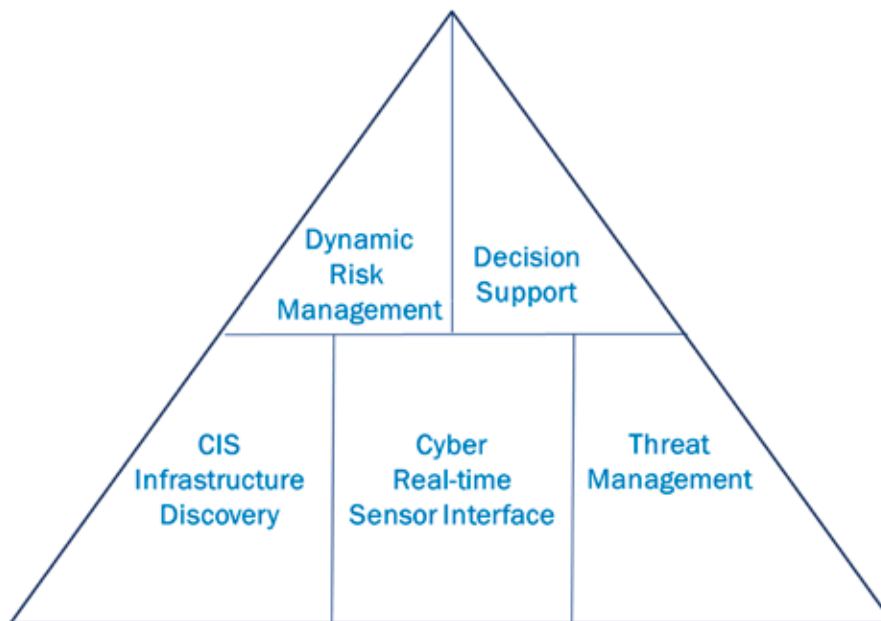 Dynamic
Risk
Management
Decision
Support
CIS
Infrastructure
Discovery
Cyber
Real-time
Sensor Interface
Threat
Management